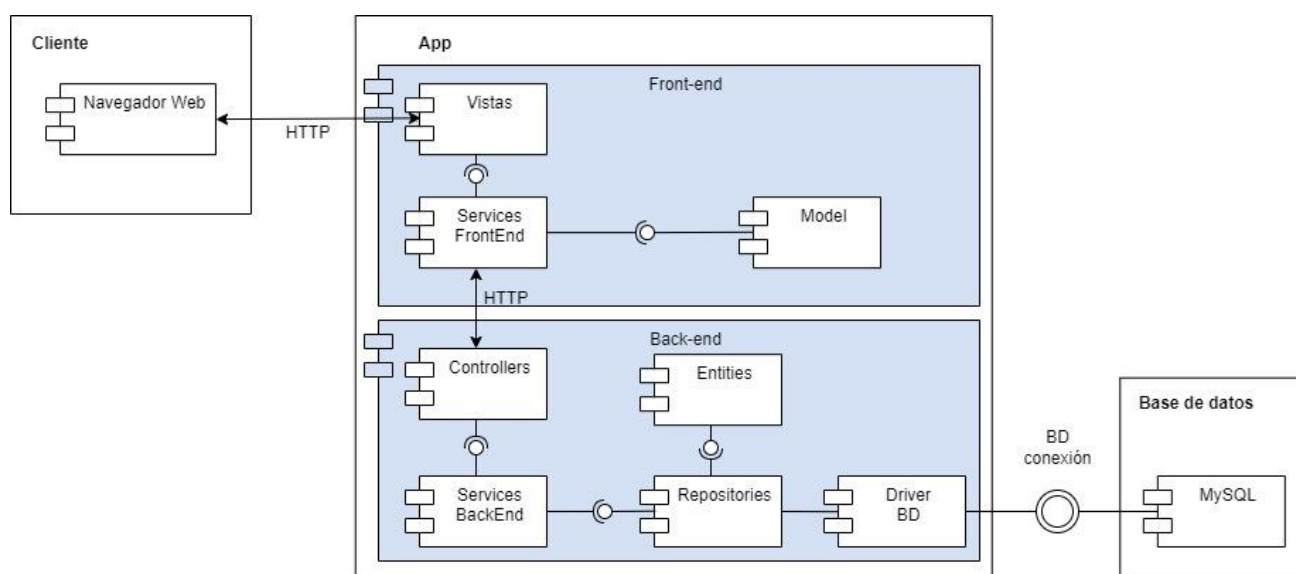 Cliente
Navegador Web
HTTP
App
Front-end
Vistas
Services
FrontEnd
Model
HTTP
Back-end
Controllers
Entities
Services
BackEnd
Repositories
Driver
BD
BD
conexión
Base de datos
MySQL